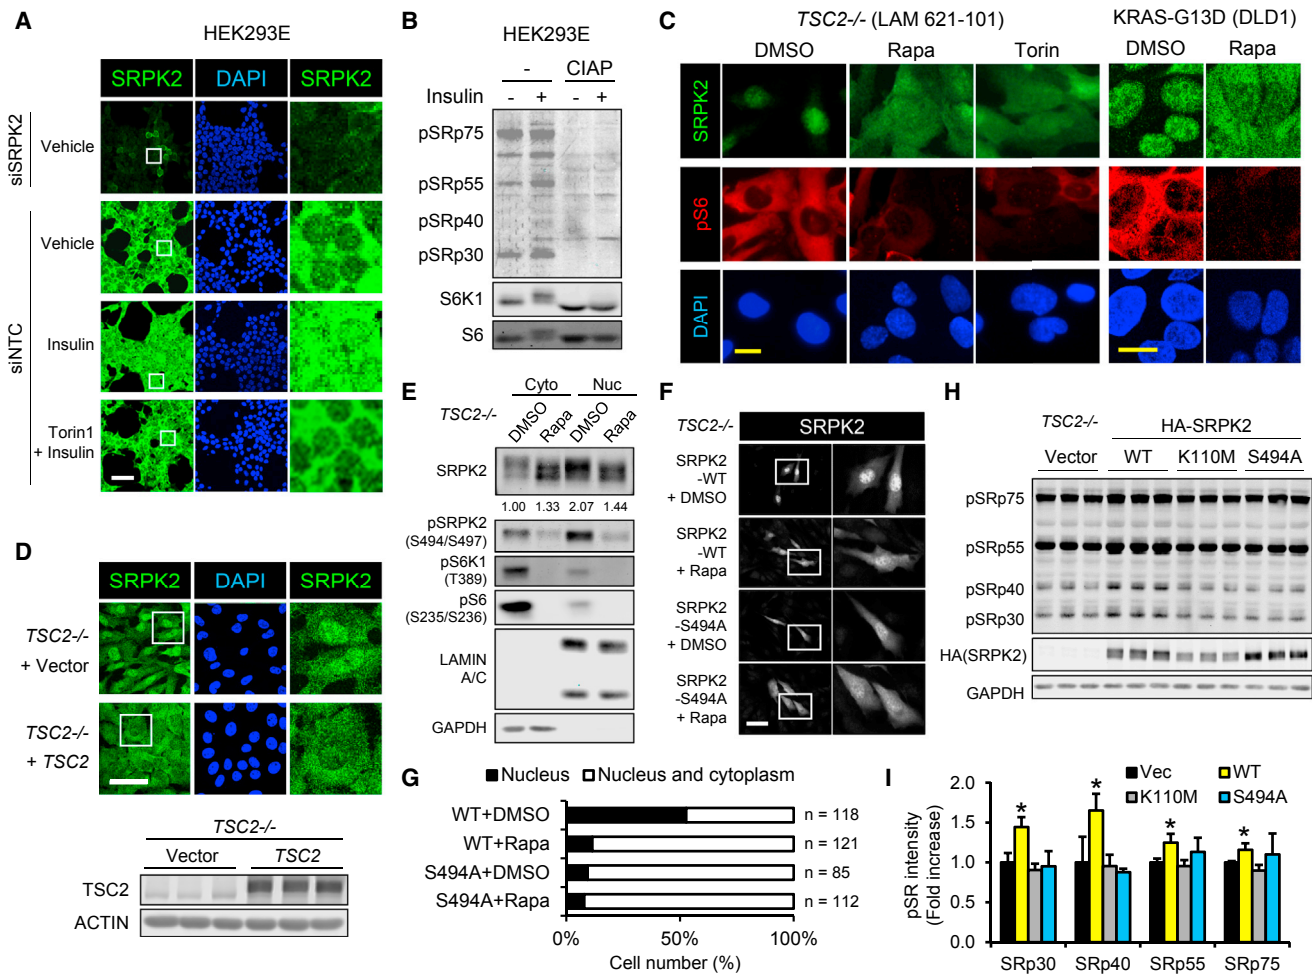 A
HEK293E
SRPK2 DAPI SRPK2
siSRPK2
Vehicle
siNTC
Vehicle
Insulin
Torin1
+ Insulin
B
HEK293E
- CIAP
Insulin - + - +
pSRp75
pSRp55
pSRp40
pSRp30
S6K1
S6
C
TSC2-/- (LAM 621-101) KRAS-G13D (DLD1)
DMSO Rapa Torin DMSO Rapa
SRPK2
pS6
DAPI
D
SRPK2 DAPI SRPK2
TSC2-/-
+ Vector
TSC2-/-
+ TSC2
TSC2-/-
Vector TSC2
TSC2
ACTIN
E
Cyto Nuc
TSC2-/- DMSO Rapa DMSO Rapa
SRPK2
1.00 1.33 2.07 1.44
pSRPK2
(S494/S497)
pS6K1
(T389)
pS6
(S235/S236)
LAMIN
A/C
GAPDH
F
TSC2-/- SRPK2
SRPK2
-WT
+ DMSO
SRPK2
-WT
+ Rapa
SRPK2
-S494A
+ DMSO
SRPK2
-S494A
+ Rapa
G
Nucleus Nucleus and cytoplasm
WT+DMSO n = 118
WT+Rapa n = 121
S494A+DMSO n = 85
S494A+Rapa n = 112
0% 50% 100%
Cell number (%)
H
TSC2-/- HA-SRPK2
Vector WT K110M S494A
pSRp75
pSRp55
pSRp40
pSRp30
HA(SRPK2)
GAPDH
I
Vec WT
K110M S494A
pSR intensity
(Fold increase)
2.0
1.5
1.0
0.5
0.0
* * * *
SRp30 SRp40 SRp55 SRp75